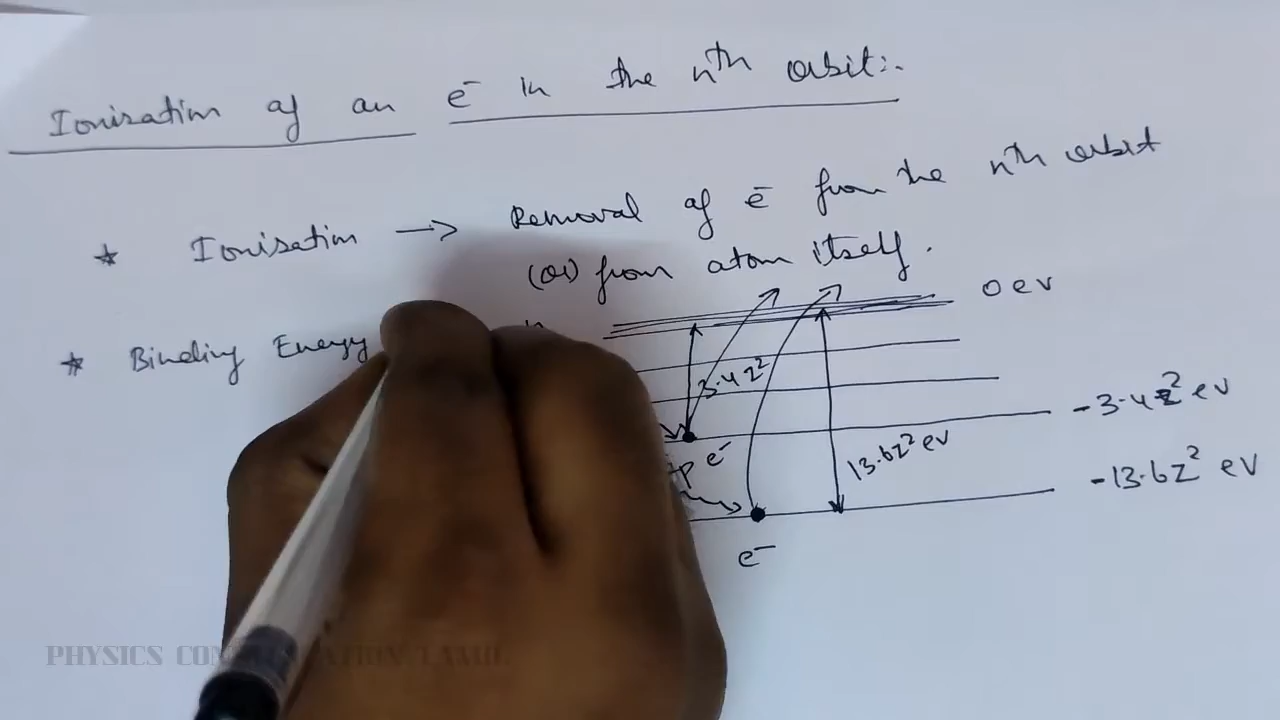 Ionisation of an e⁻ in the nth orbit:-
* Ionisation → Removal of e⁻ from the nth orbit
(or) from atom itself.
0 ev
* Binding Energy
3.4z²
-3.4z² ev
e⁻
13.6z² ev
-13.6z² ev
e⁻
PHYSICS